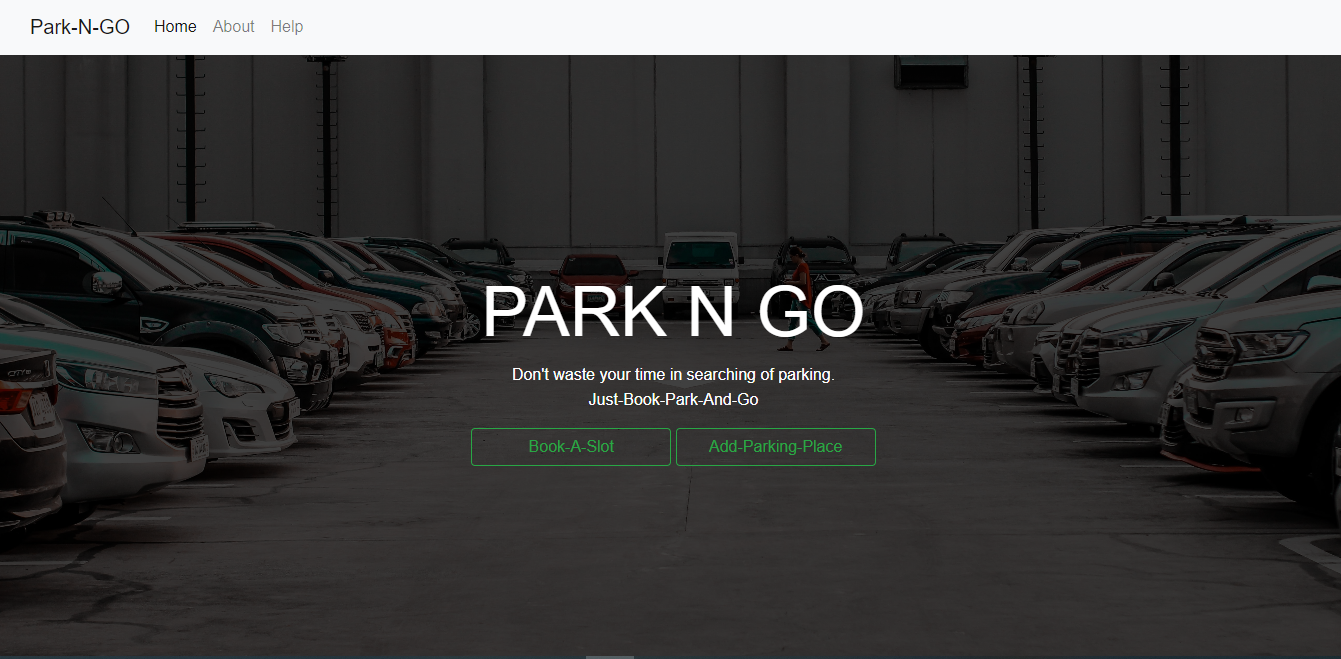 Park-N-GO Home About Help
PARK N GO
Don't waste your time in searching of parking.
Just-Book-Park-And-Go
Book-A-Slot Add-Parking-Place